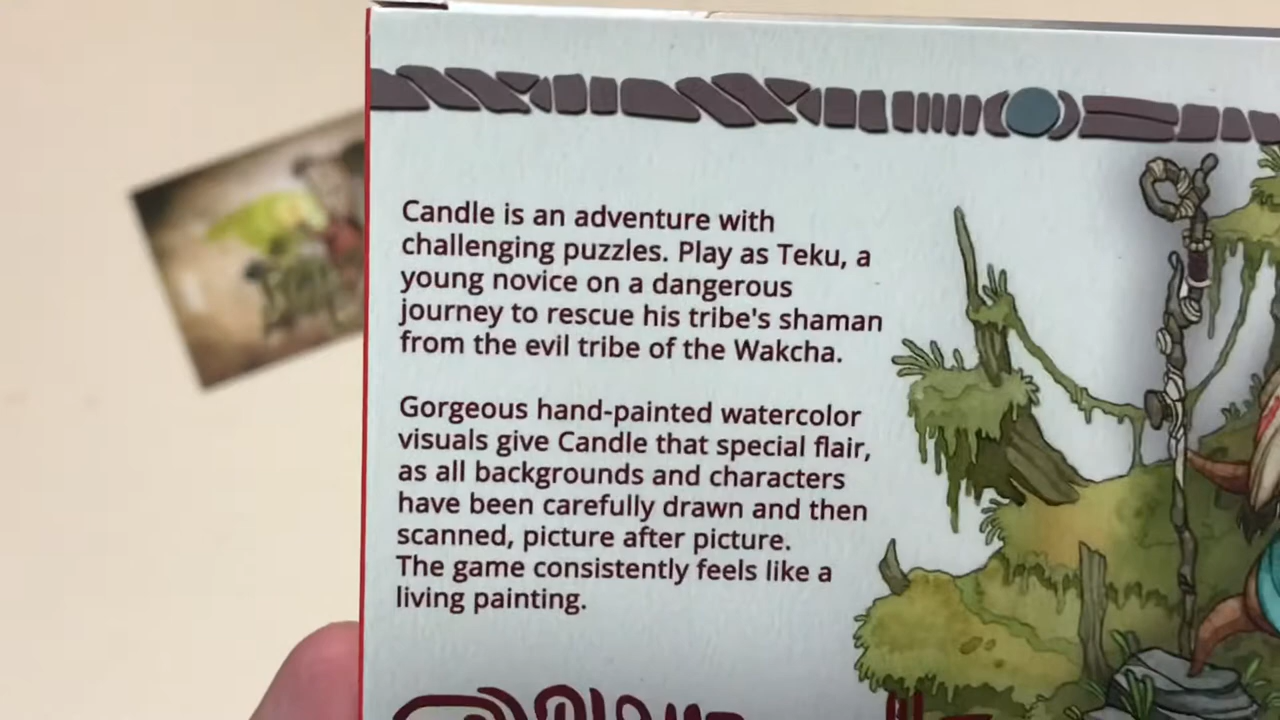 Candle is an adventure with
challenging puzzles. Play as Teku, a
young novice on a dangerous
journey to rescue his tribe's shaman
from the evil tribe of the Wakcha.
Gorgeous hand-painted watercolor
visuals give Candle that special flair,
as all backgrounds and characters
have been carefully drawn and then
scanned, picture after picture.
The game consistently feels like a
living painting.